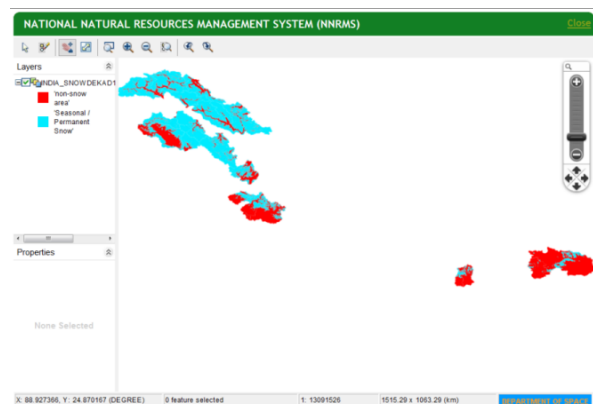 NATIONAL NATURAL RESOURCES MANAGEMENT SYSTEM (NNRMS)
Close
Layers
INDIA_SNOWDEKAD1
'non-snow
area'
'Seasonal /
Permanent
Snow'
Properties
None Selected
X: 88.927366, Y: 24.870167 (DEGREE)
0 feature selected
1: 13091526
1515.29 x 1063.29 (km)
DEPARTMENT OF SPACE